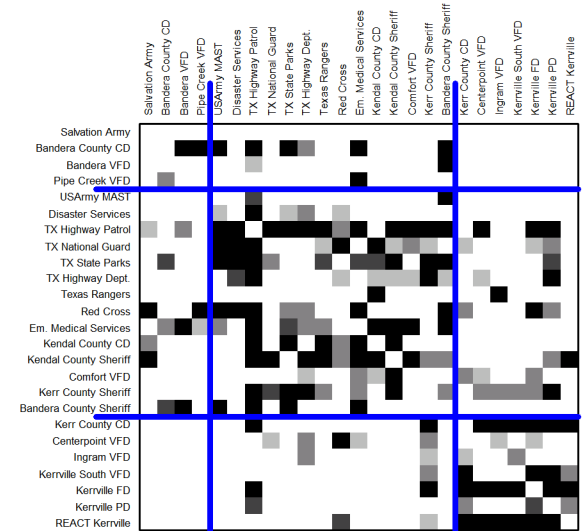 Salvation Army
Bandera County CD
Bandera VFD
Pipe Creek VFD
USArmy MAST
Disaster Services
TX Highway Patrol
TX National Guard
TX State Parks
TX Highway Dept.
Texas Rangers
Red Cross
Em. Medical Services
Kendal County CD
Kendal County Sheriff
Comfort VFD
Kerr County Sheriff
Bandera County Sheriff
Kerr County CD
Centerpoint VFD
Ingram VFD
Kerrville South VFD
Kerrville FD
Kerrville PD
REACT Kerrville
Salvation Army
Bandera County CD
Bandera VFD
Pipe Creek VFD
USArmy MAST
Disaster Services
TX Highway Patrol
TX National Guard
TX State Parks
TX Highway Dept.
Texas Rangers
Red Cross
Em. Medical Services
Kendal County CD
Kendal County Sheriff
Comfort VFD
Kerr County Sheriff
Bandera County Sheriff
Kerr County CD
Centerpoint VFD
Ingram VFD
Kerrville South VFD
Kerrville FD
Kerrville PD
REACT Kerrville